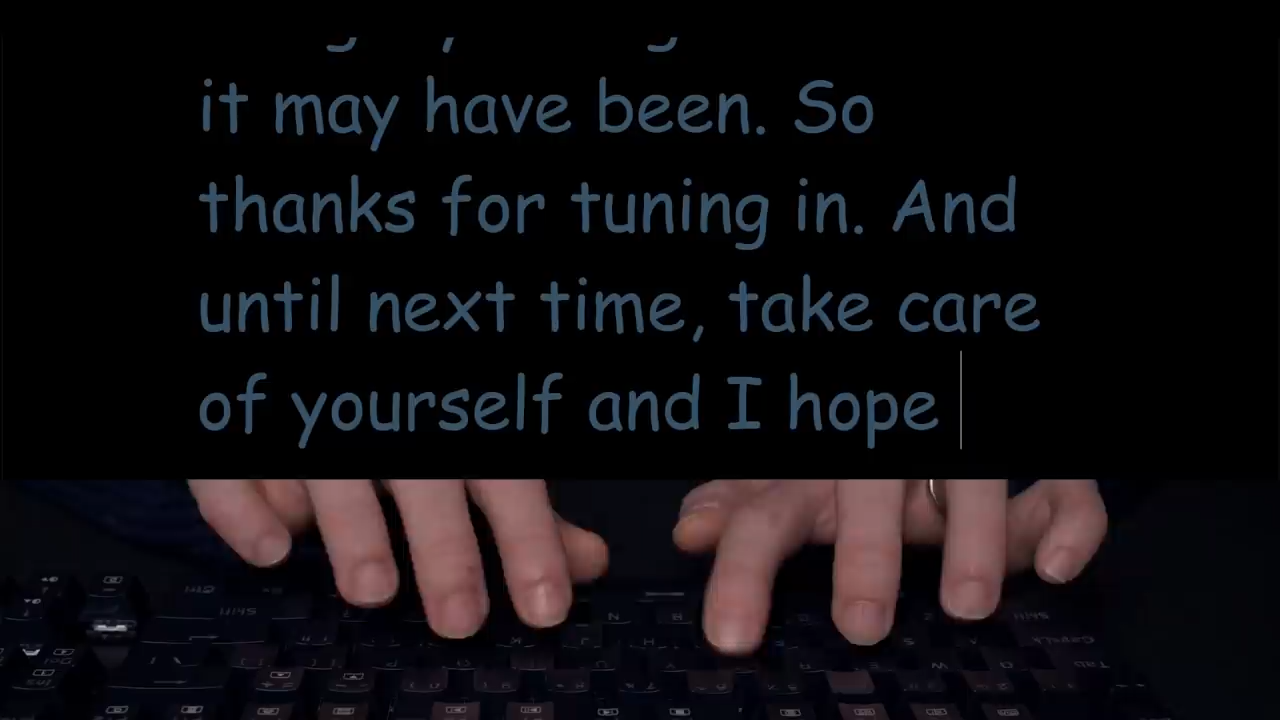 it may have been. So
thanks for tuning in. And
until next time, take care
of yourself and I hope